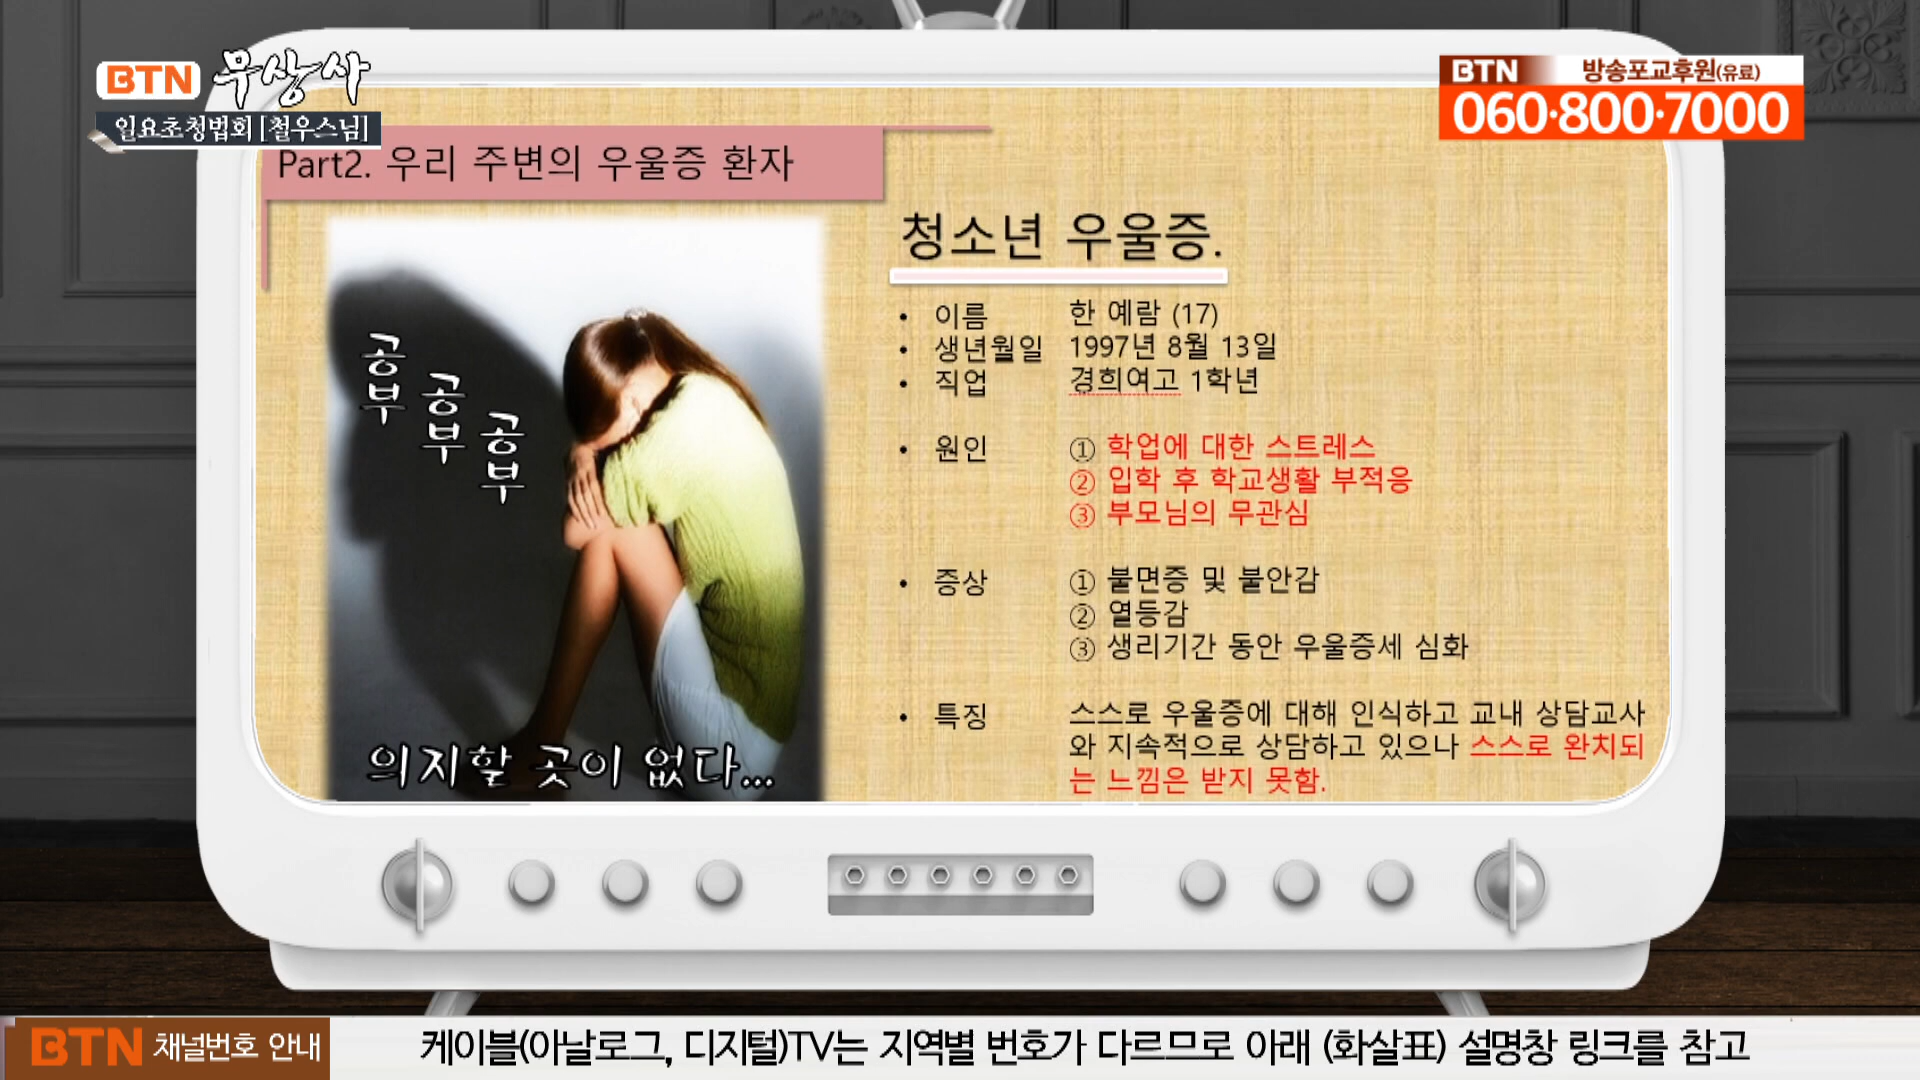 BTN 무상사
일요초청법회 [철우스님]
BTN 방송포교후원(유료)
060·800·7000
Part2. 우리 주변의 우울증 환자
공부
공부
공부
의지할 곳이 없다...
청소년 우울증.
• 이름 한 예람 (17)
• 생년월일 1997년 8월 13일
• 직업 경희여고 1학년
• 원인 ① 학업에 대한 스트레스
② 입학 후 학교생활 부적응
③ 부모님의 무관심
• 증상 ① 불면증 및 불안감
② 열등감
③ 생리기간 동안 우울증세 심화
• 특징 스스로 우울증에 대해 인식하고 교내 상담교사
와 지속적으로 상담하고 있으나 스스로 완치되
는 느낌은 받지 못함.
BTN 채널번호 안내
케이블(아날로그, 디지털)TV는 지역별 번호가 다르므로 아래 (화살표) 설명창 링크를 참고